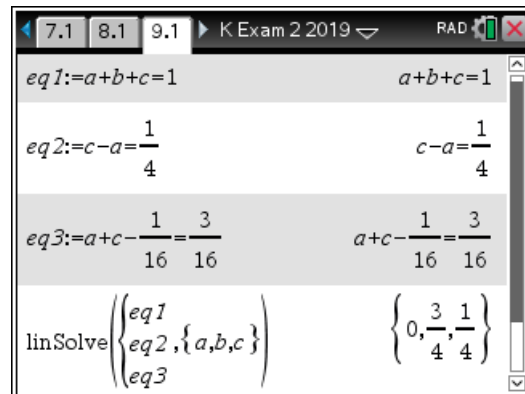 7.1 8.1 9.1 K Exam 2 2019 RAD
eq1:=a+b+c=1 a+b+c=1
eq2:=c-a=1/4 c-a=1/4
eq3:=a+c-1/16=3/16 a+c-1/16=3/16
linSolve({eq1 eq2 eq3,{a,b,c}) {0,3/4,1/4}